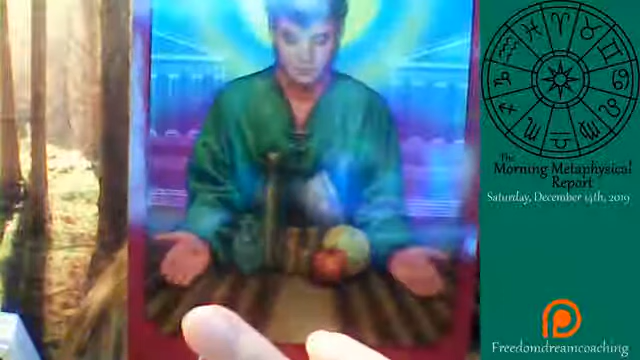 The
Morning Metaphysical
Report
Saturday, December 14th, 2019
Freedomdreamcoaching